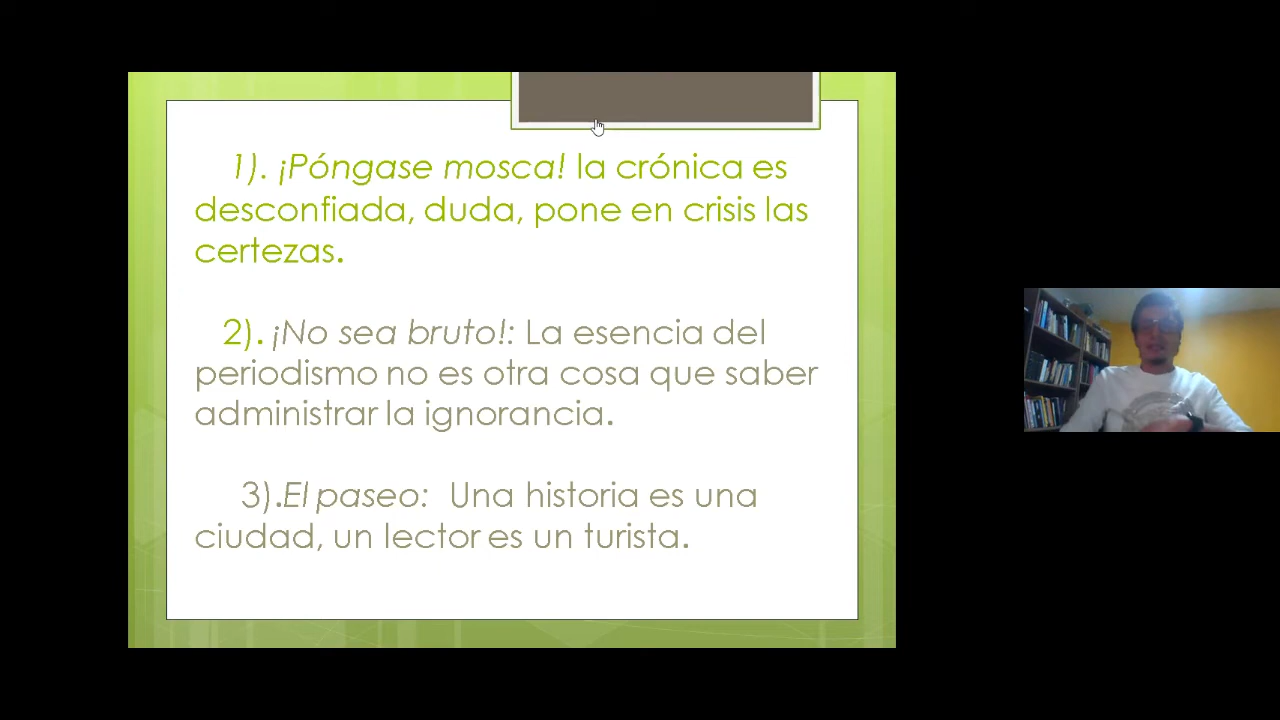 1). ¡Póngase mosca! la crónica es
desconfiada, duda, pone en crisis las
certezas.
2). ¡No sea bruto!: La esencia del
periodismo no es otra cosa que saber
administrar la ignorancia.
3).El paseo: Una historia es una
ciudad, un lector es un turista.